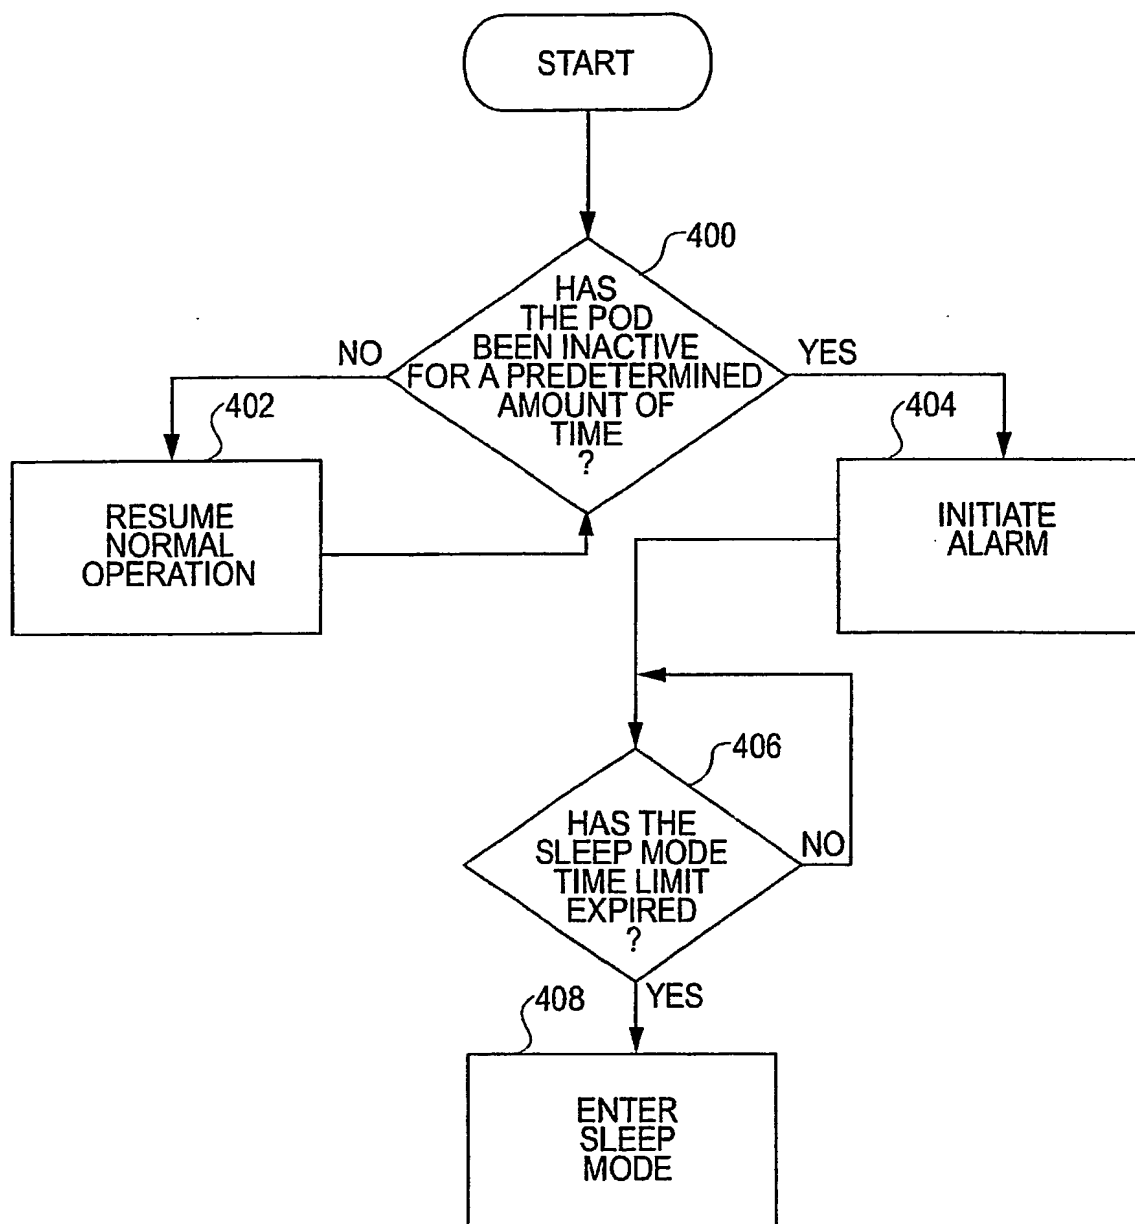 START
400
HAS
THE POD
BEEN INACTIVE
FOR A PREDETERMINED
AMOUNT OF
TIME
?
NO
YES
402
404
RESUME
NORMAL
OPERATION
INITIATE
ALARM
406
HAS THE
SLEEP MODE
TIME LIMIT
EXPIRED
?
NO
YES
408
ENTER
SLEEP
MODE